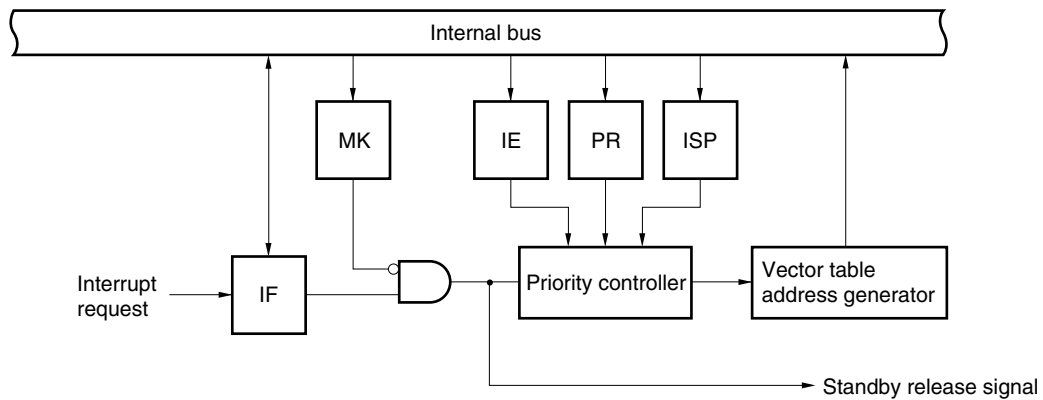 Internal bus
MK
IE
PR
ISP
Interrupt
request
IF
Priority controller
Vector table
address generator
Standby release signal